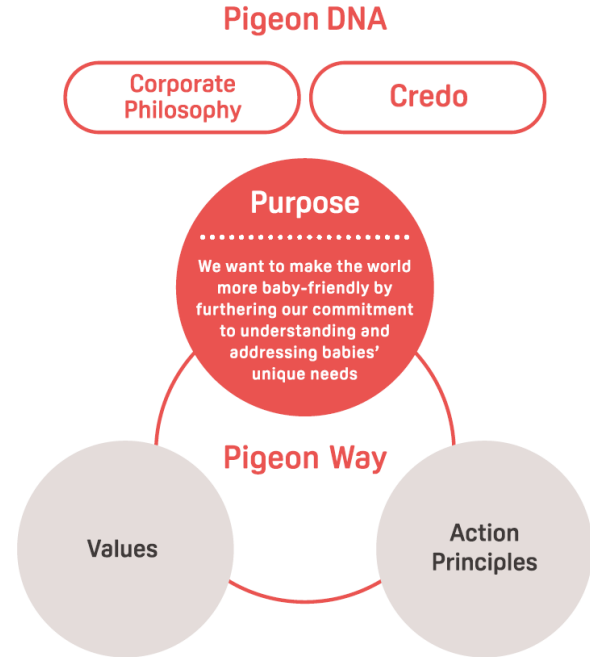 Pigeon DNA
Corporate
Philosophy
Credo
Purpose
We want to make the world
more baby-friendly by
furthering our commitment
to understanding and
addressing babies’
unique needs
Pigeon Way
Values
Action
Principles